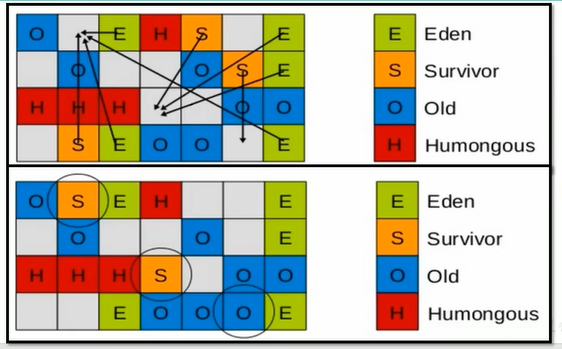 O E H S E E Eden
O O S E S Survivor
H H H O O O Old
S E O O E H Humongous
O S E H E E Eden
O O E S Survivor
H H H S O O O Old
E O O O E H Humongous